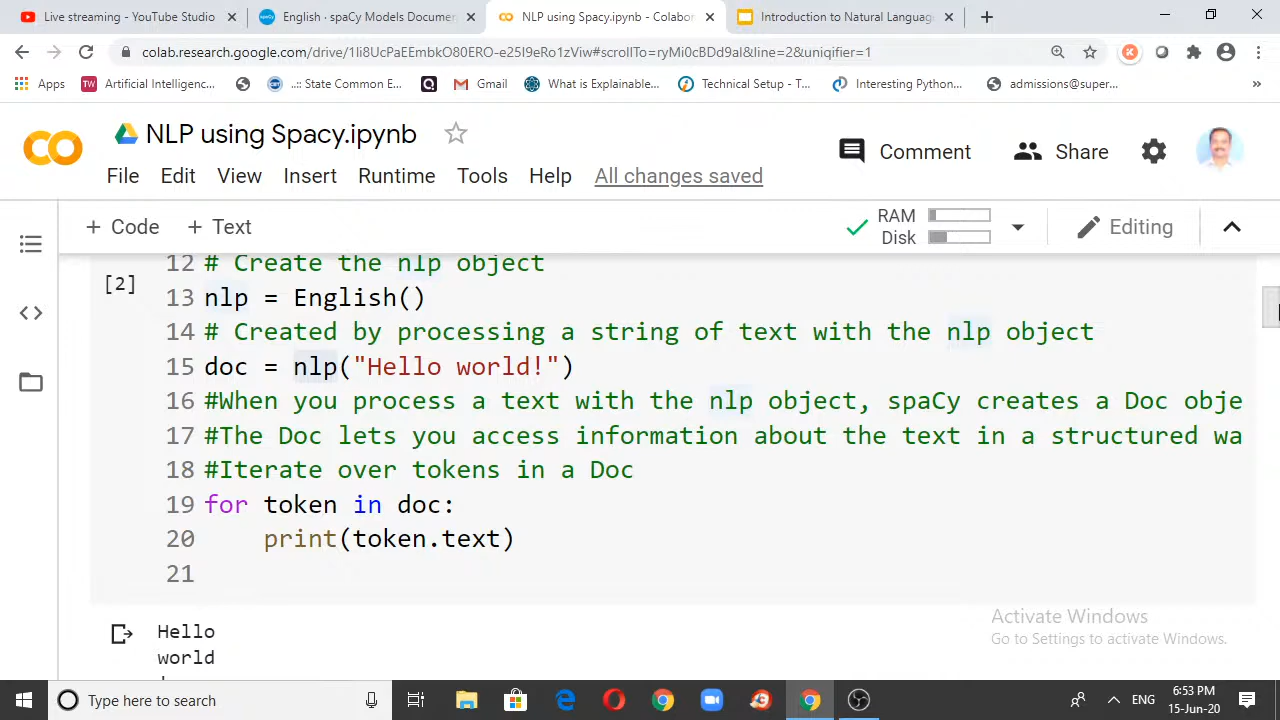 Live streaming - YouTube Studio
English · spaCy Models Documen
NLP using Spacy.ipynb - Colabor
Introduction to Natural Languag
colab.research.google.com/drive/1Ii8UcPaEEmbkO80ERO-e25I9eRo1zViw#scrollTo=ryMi0cBDd9aI&line=2&uniqifier=1
Apps
Artificial Intelligenc...
..:: State Common E...
Gmail
What is Explainable...
Technical Setup - T...
Interesting Python...
admissions@super...
»
NLP using Spacy.ipynb
Comment
Share
File Edit View Insert Runtime Tools Help All changes saved
+ Code + Text
RAM
Disk
Editing
[2]
12 # Create the nlp object
13 nlp = English()
14 # Created by processing a string of text with the nlp object
15 doc = nlp("Hello world!")
16 #When you process a text with the nlp object, spaCy creates a Doc obje
17 #The Doc lets you access information about the text in a structured wa
18 #Iterate over tokens in a Doc
19 for token in doc:
20 print(token.text)
21
Hello
world
Activate Windows
Go to Settings to activate Windows.
Type here to search
ENG
6:53 PM
15-Jun-20